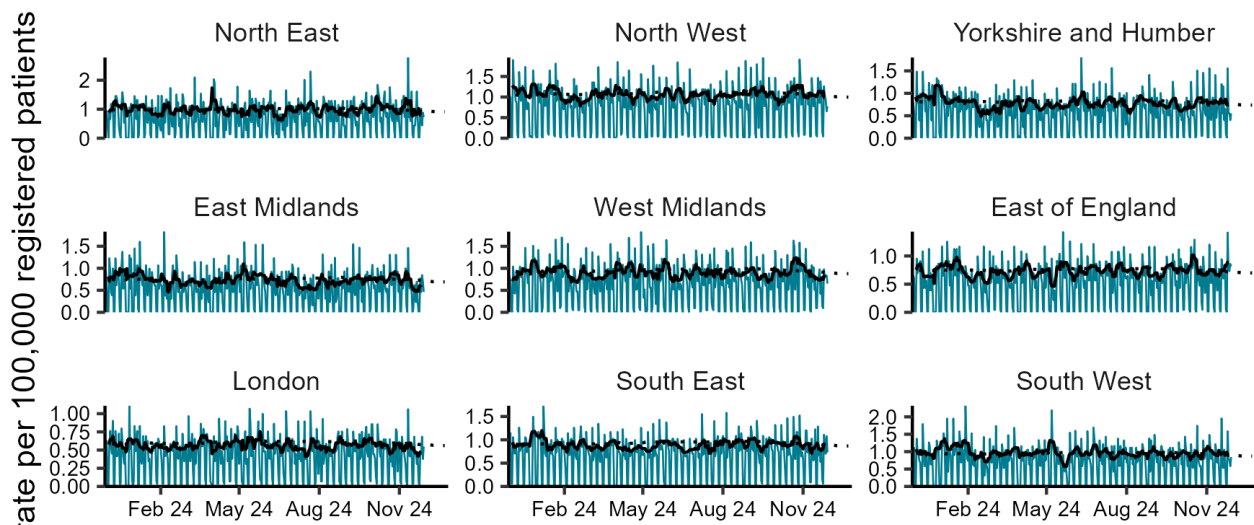 rate per 100,000 registered patients
North East
North West
Yorkshire and Humber
2
1
0
1.5
1.0
0.5
0.0
1.5
1.0
0.5
0.0
East Midlands
West Midlands
East of England
1.5
1.0
0.5
0.0
1.5
1.0
0.5
0.0
1.0
0.5
0.0
London
South East
South West
1.00
0.75
0.50
0.25
0.00
1.5
1.0
0.5
0.0
2.0
1.5
1.0
0.5
0.0
Feb 24 May 24 Aug 24 Nov 24
Feb 24 May 24 Aug 24 Nov 24
Feb 24 May 24 Aug 24 Nov 24